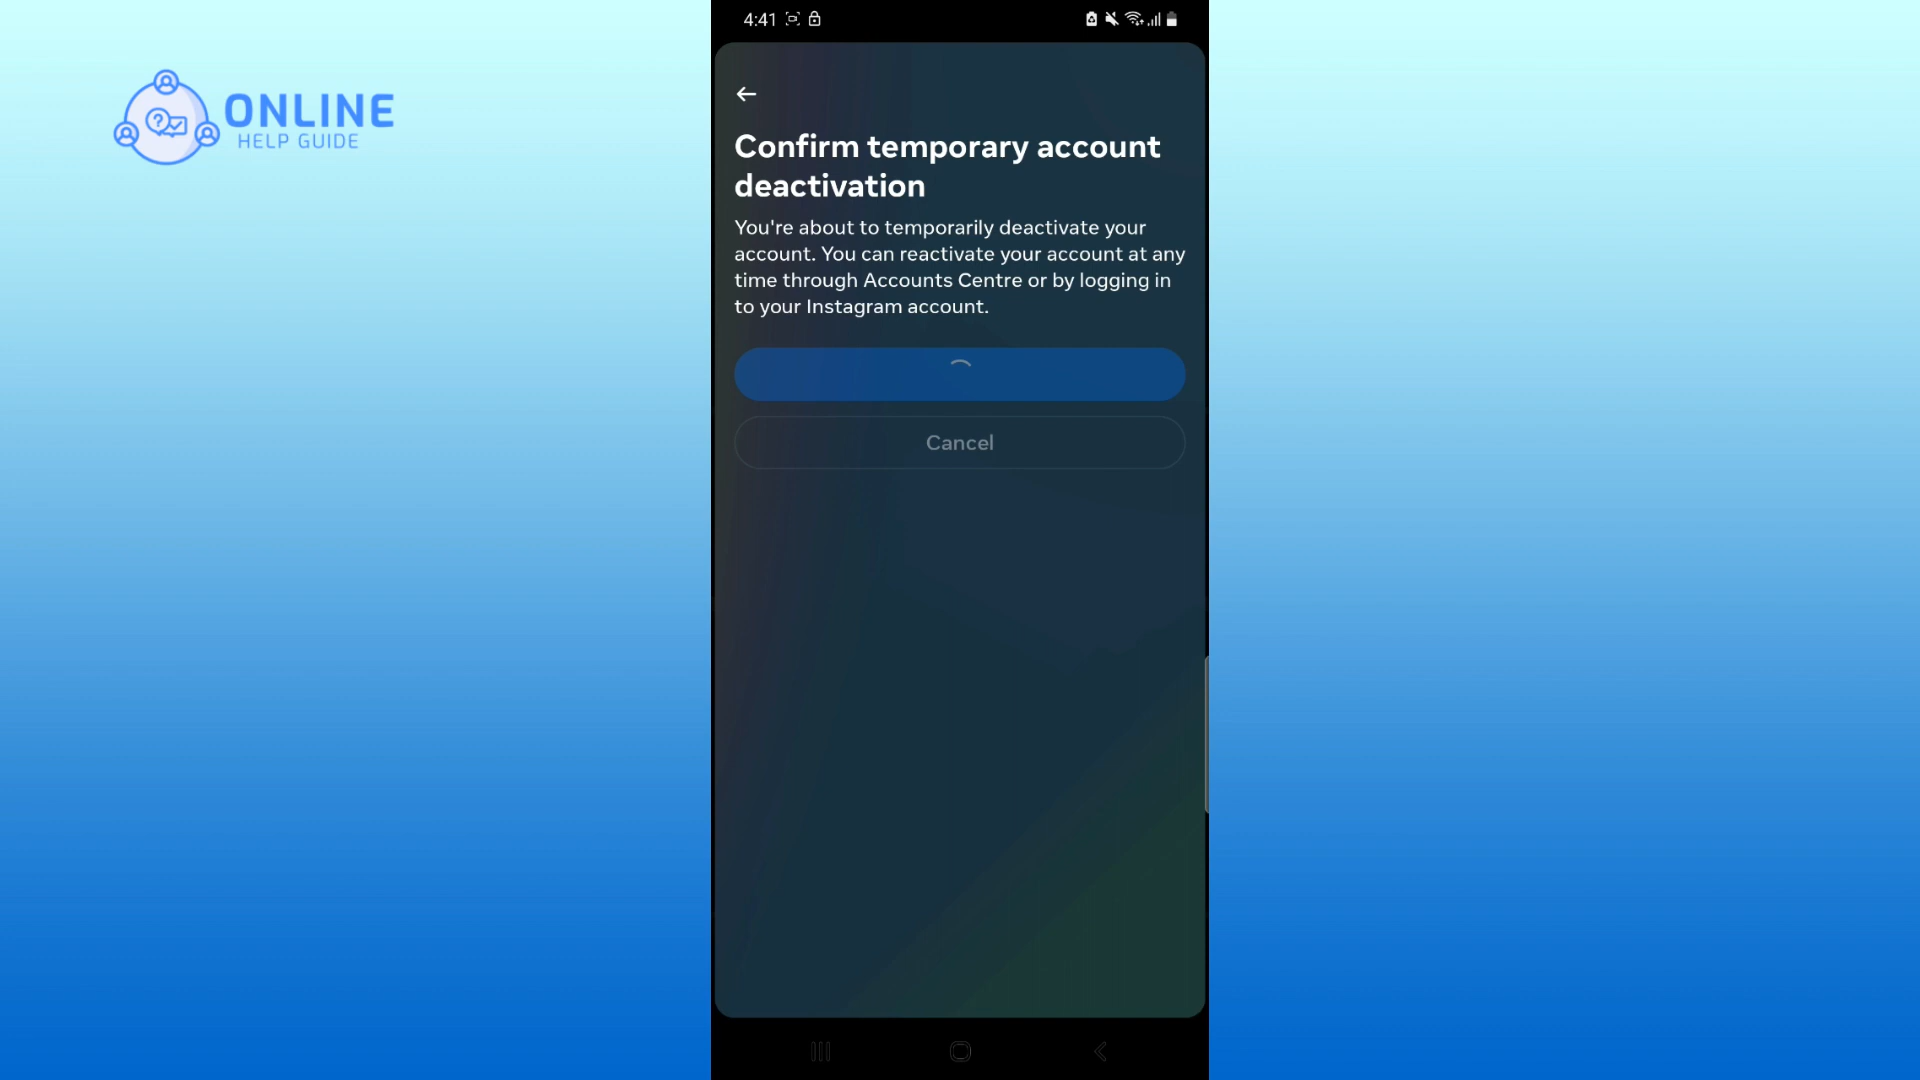 4:41
ONLINE
HELP GUIDE
Confirm temporary account
deactivation
You're about to temporarily deactivate your
account. You can reactivate your account at any
time through Accounts Centre or by logging in
to your Instagram account.
Cancel